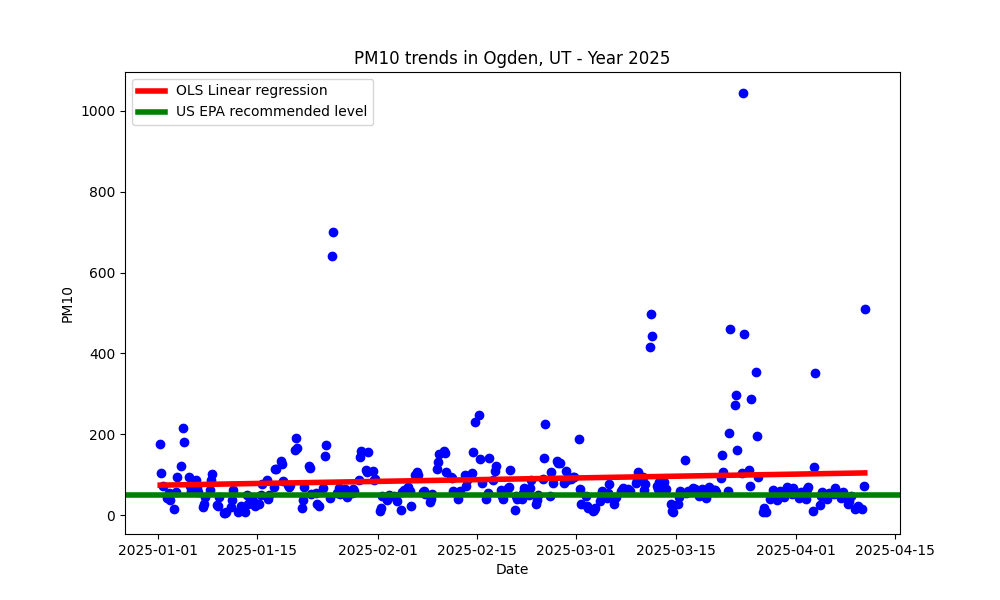 PM10 trends in Ogden, UT - Year 2025
OLS Linear regression
US EPA recommended level
1000
800
600
400
200
0
PM10
2025-01-01
2025-01-15
2025-02-01
2025-02-15
2025-03-01
2025-03-15
2025-04-01
2025-04-15
Date